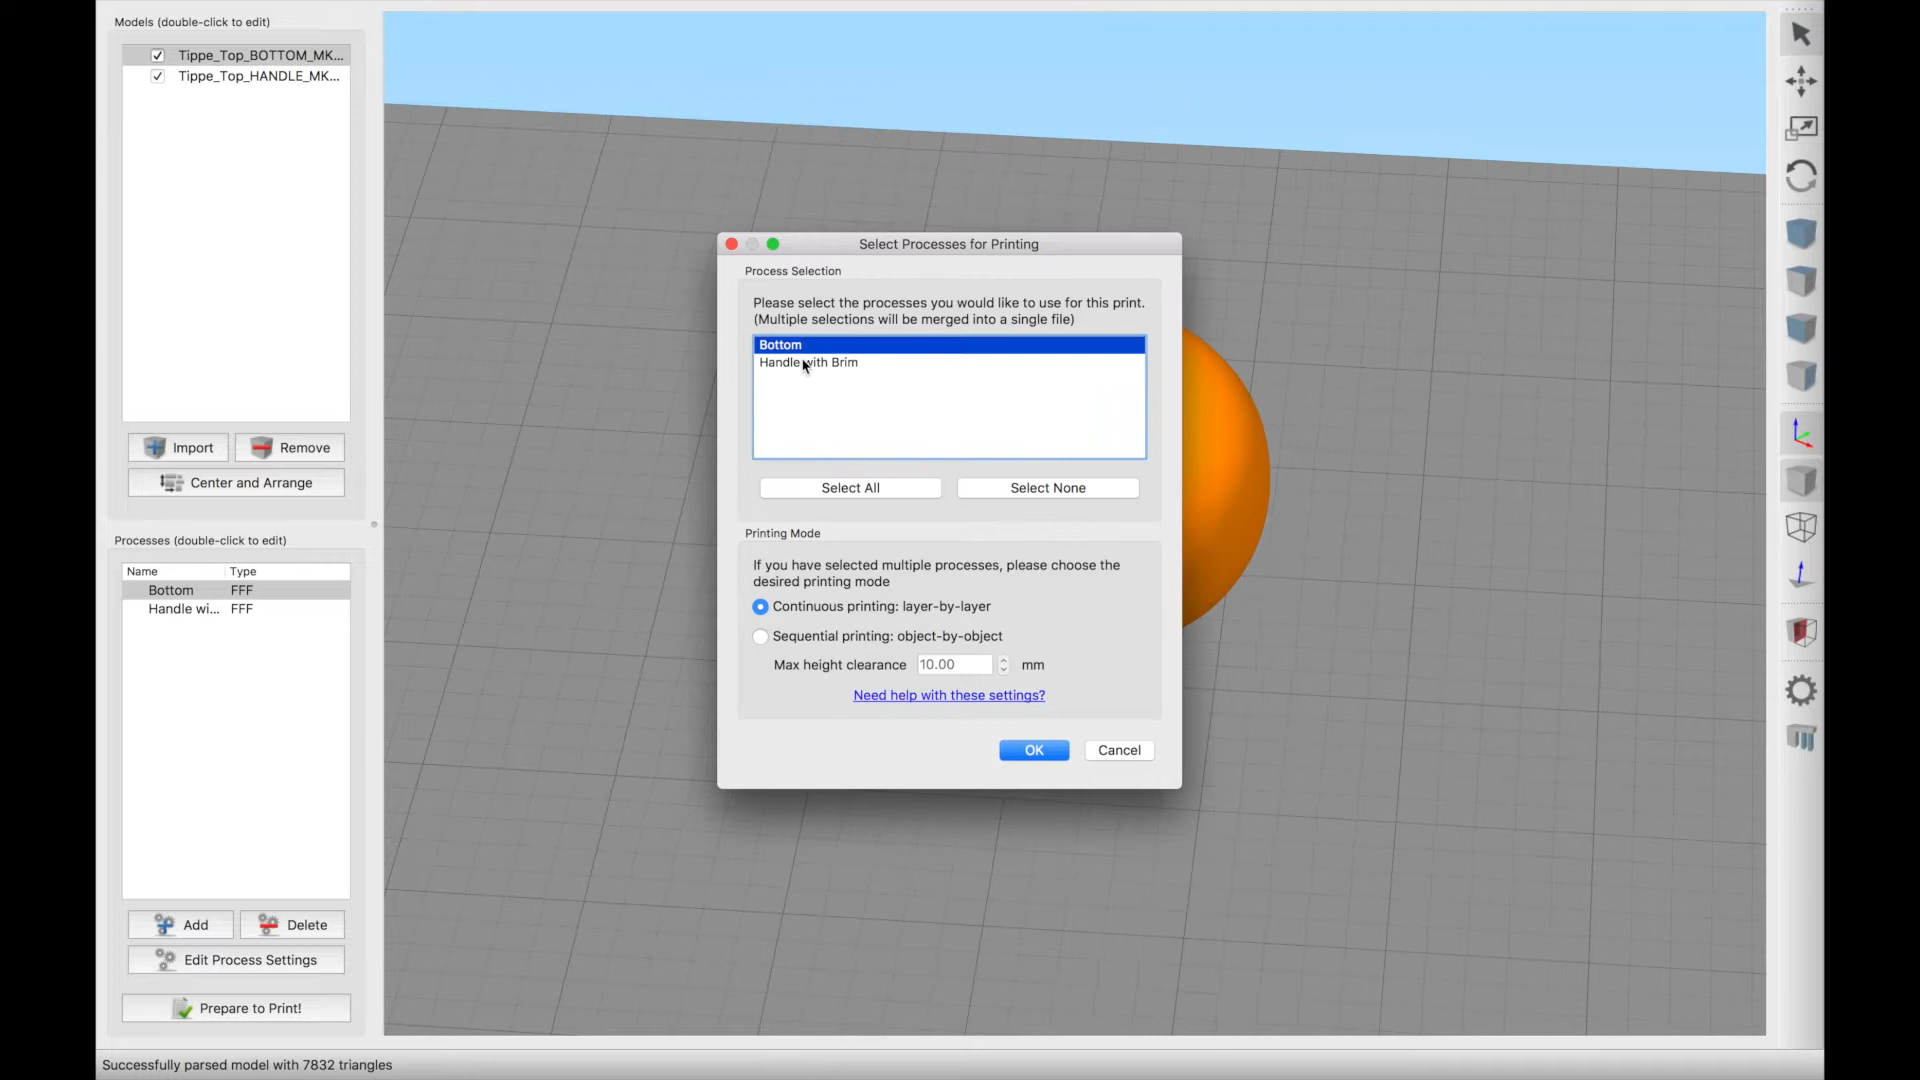 Models (double-click to edit)
Tippe_Top_BOTTOM_MK...
Tippe_Top_HANDLE_MK...
Import
Remove
Center and Arrange
Processes (double-click to edit)
Name Type
Bottom FFF
Handle wi... FFF
Add
Delete
Edit Process Settings
Prepare to Print!
Successfully parsed model with 7832 triangles
Select Processes for Printing
Process Selection
Please select the processes you would like to use for this print.
(Multiple selections will be merged into a single file)
Bottom
Handle with Brim
Select All
Select None
Printing Mode
If you have selected multiple processes, please choose the
desired printing mode
Continuous printing: layer-by-layer
Sequential printing: object-by-object
Max height clearance 10.00 mm
Need help with these settings?
OK
Cancel